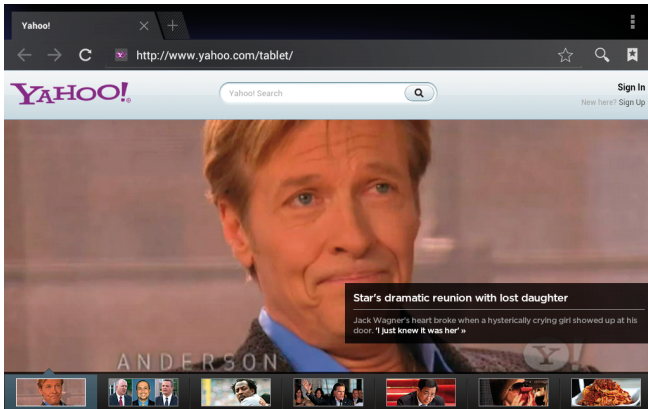 Yahoo!
http://www.yahoo.com/tablet/
YAHOO!
Yahoo! Search
Sign In
New here? Sign Up
Star's dramatic reunion with lost daughter
Jack Wagner's heart broke when a hysterically crying girl showed up at his
door. 'I just knew it was her' »
ANDERSON
Y!